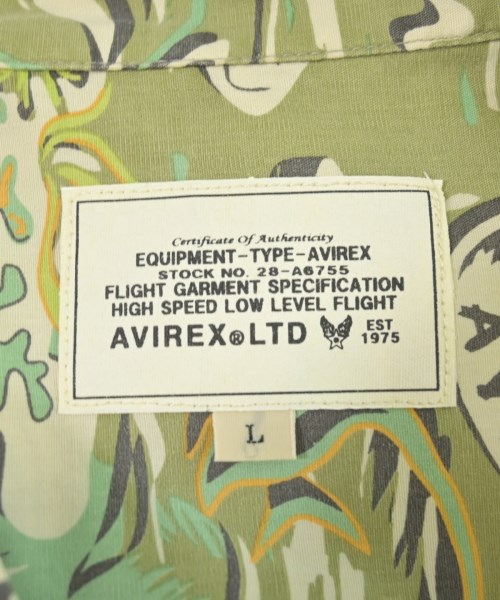 Certificate Of Authenticity
EQUIPMENT-TYPE-AVIREX
STOCK NO. 28-A6755
FLIGHT GARMENT SPECIFICATION
HIGH SPEED LOW LEVEL FLIGHT
AVIREX®LTD EST
1975
L